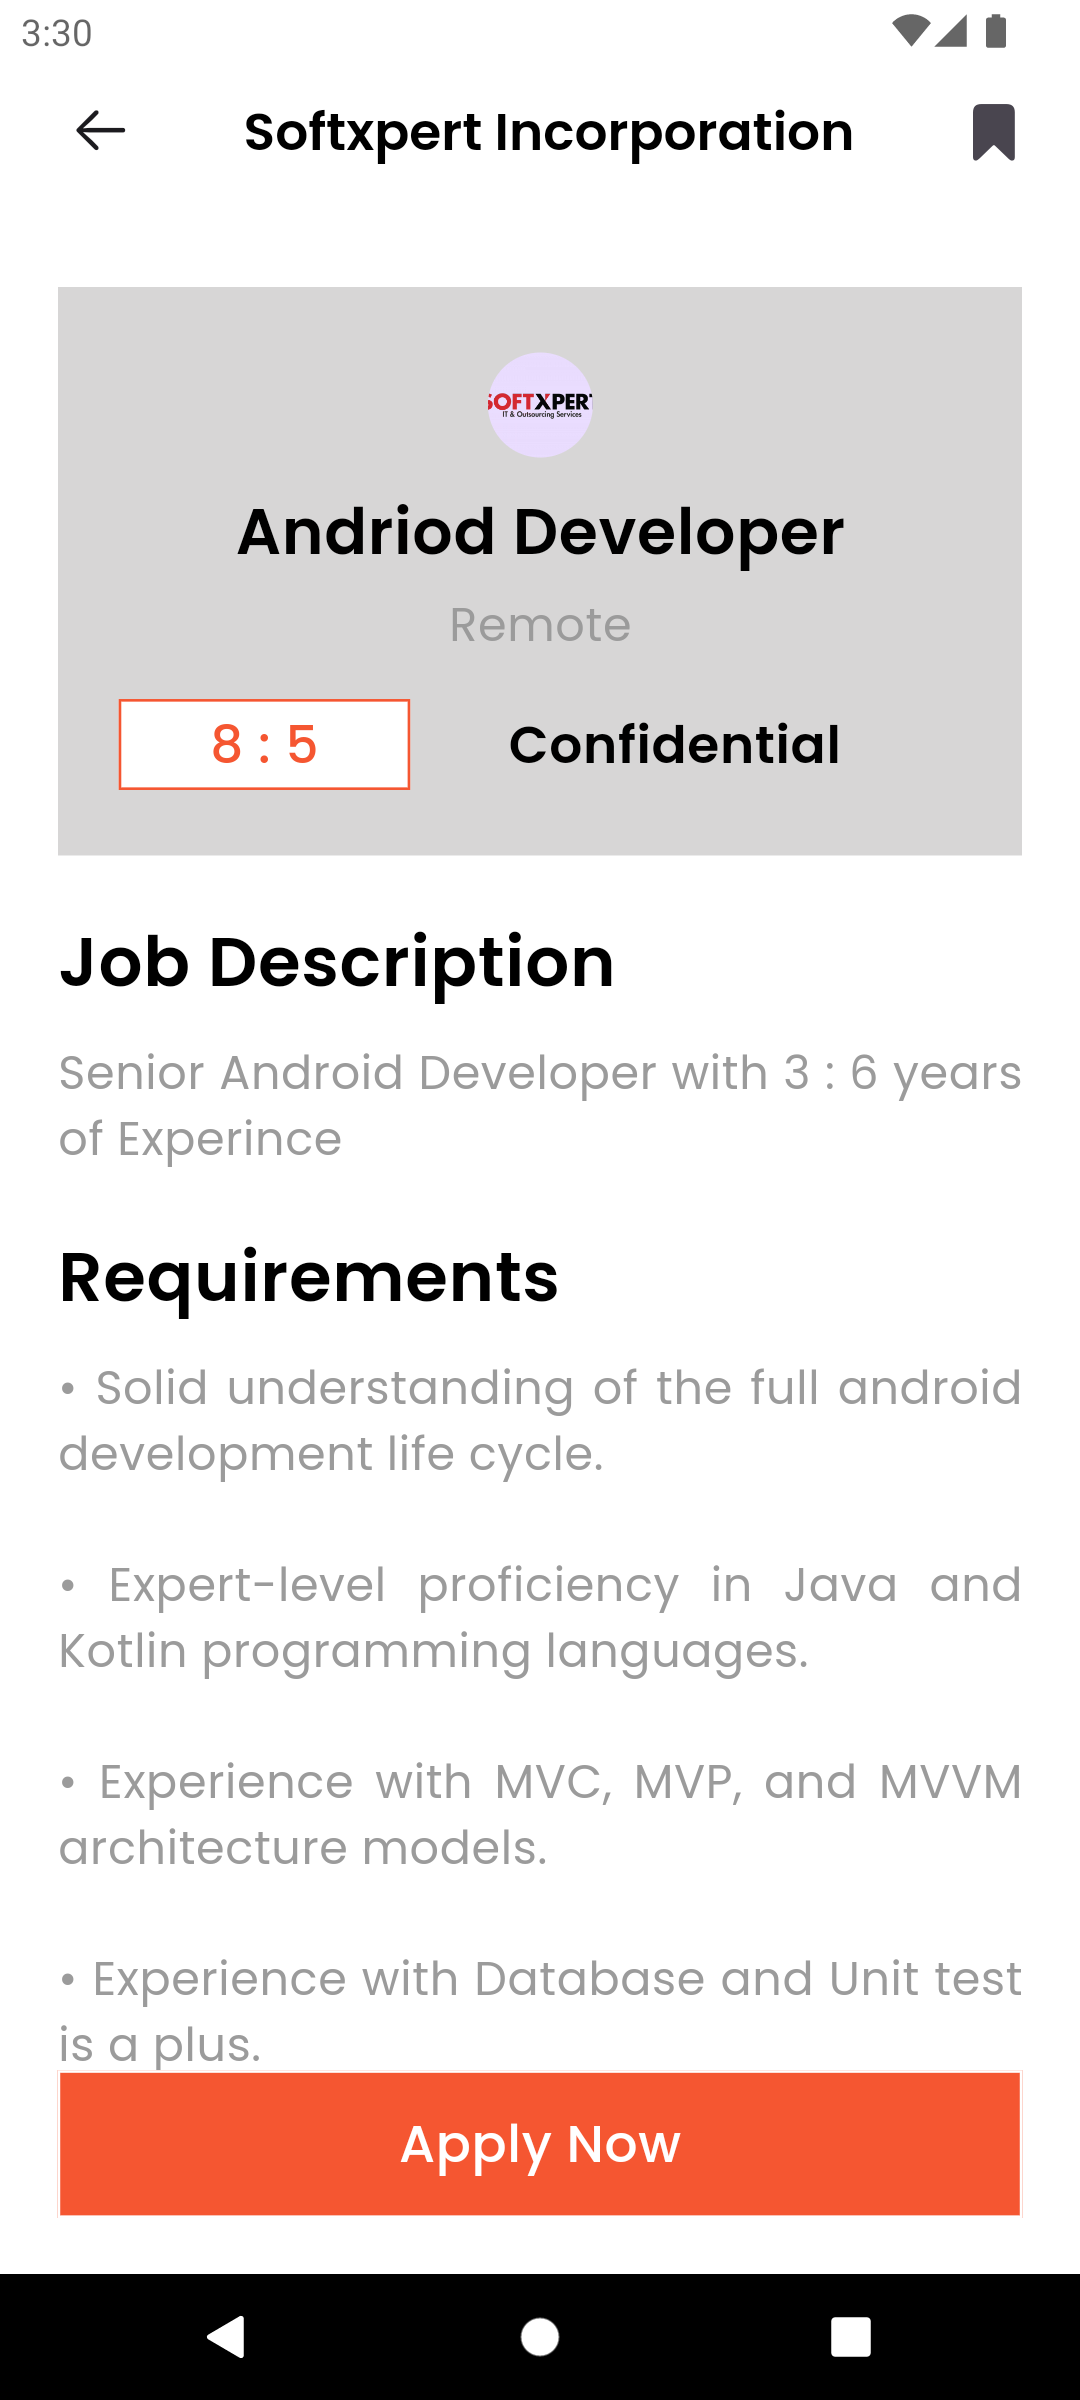 3:30
Softxpert Incorporation
SOFTXPERT
IT & Outsourcing Services
Andriod Developer
Remote
8 : 5
Confidential
Job Description
Senior Android Developer with 3 : 6 years
of Experince
Requirements
• Solid understanding of the full android
development life cycle.
• Expert-level proficiency in Java and
Kotlin programming languages.
• Experience with MVC, MVP, and MVVM
architecture models.
• Experience with Database and Unit test
is a plus.
Apply Now